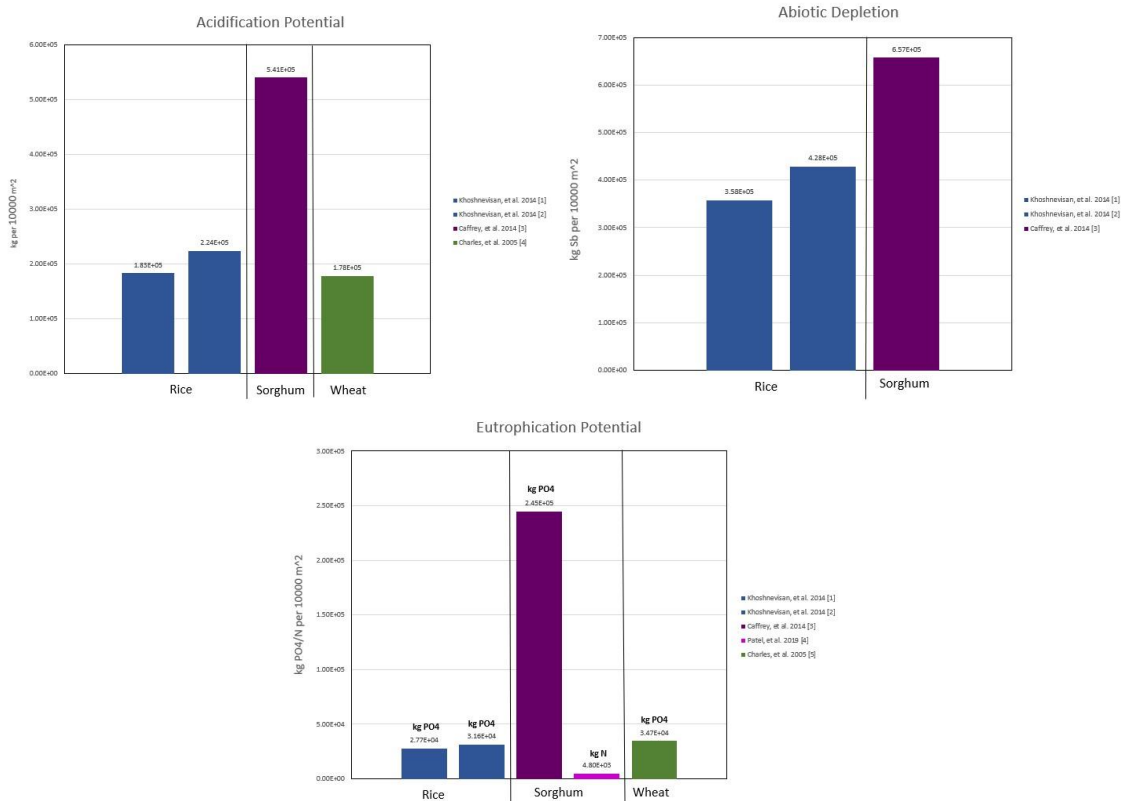 Acidification Potential
6.00E+05
5.00E+05
4.00E+05
3.00E+05
2.00E+05
1.00E+05
0.00E+00
kg per 10000 m^2
1.83E+05
2.24E+05
5.41E+05
1.78E+05
Rice
Sorghum
Wheat
Khoshnevisan, et al. 2014 [1]
Khoshnevisan, et al. 2014 [2]
Caffrey, et al. 2014 [3]
Charles, et al. 2005 [4]
Abiotic Depletion
7.00E+05
6.00E+05
5.00E+05
4.00E+05
3.00E+05
2.00E+05
1.00E+05
0.00E+00
kg Sb per 10000 m^2
3.58E+05
4.28E+05
6.57E+05
Rice
Sorghum
Khoshnevisan, et al. 2014 [1]
Khoshnevisan, et al. 2014 [2]
Caffrey, et al. 2014 [3]
Eutrophication Potential
3.00E+05
2.50E+05
2.00E+05
1.50E+05
1.00E+05
5.00E+04
0.00E+00
kg PO4/N per 10000 m^2
kg PO4
2.77E+04
kg PO4
3.16E+04
kg PO4
2.45E+05
kg N
4.80E+03
kg PO4
3.47E+04
Rice
Sorghum
Wheat
Khoshnevisan, et al. 2014 [1]
Khoshnevisan, et al. 2014 [2]
Caffrey, et al. 2014 [3]
Patel, et al. 2019 [4]
Charles, et al. 2005 [5]